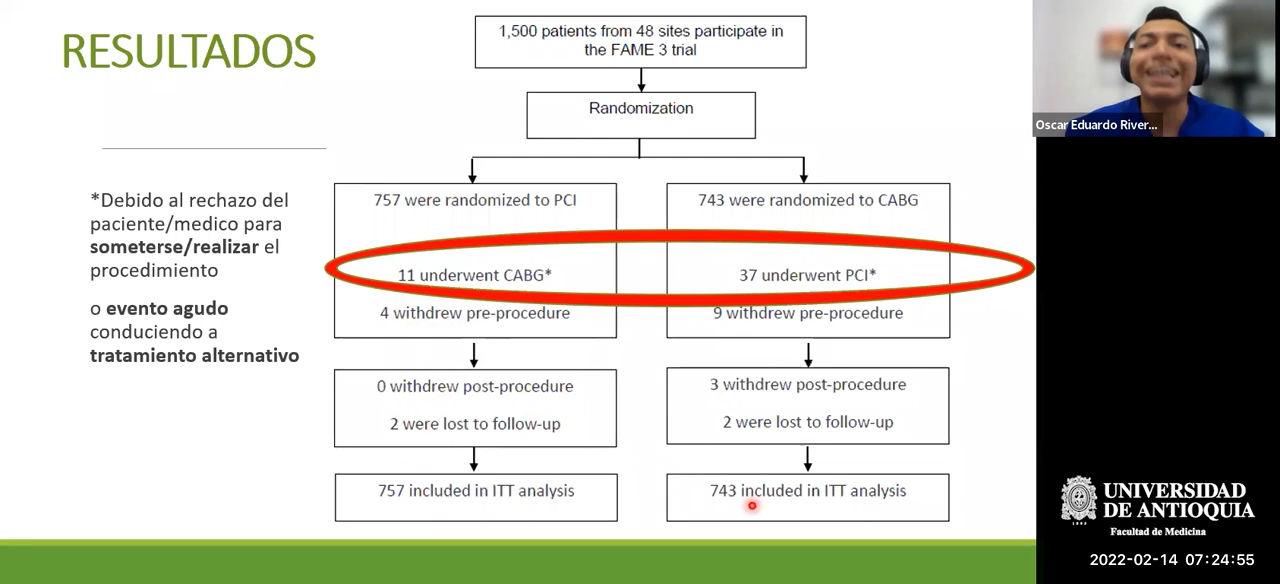 RESULTADOS
*Debido al rechazo del
paciente/medico para
someterse/realizar el
procedimiento
o evento agudo
conduciendo a
tratamiento alternativo
1,500 patients from 48 sites participate in
the FAME 3 trial
Randomization
757 were randomized to PCI
11 underwent CABG*
4 withdrew pre-procedure
743 were randomized to CABG
37 underwent PCI*
9 withdrew pre-procedure
0 withdrew post-procedure
2 were lost to follow-up
3 withdrew post-procedure
2 were lost to follow-up
757 included in ITT analysis
743 included in ITT analysis
Oscar Eduardo River...
UNIVERSIDAD
DE ANTIOQUIA
1803
Facultad de Medicina
2022-02-14 07:24:55